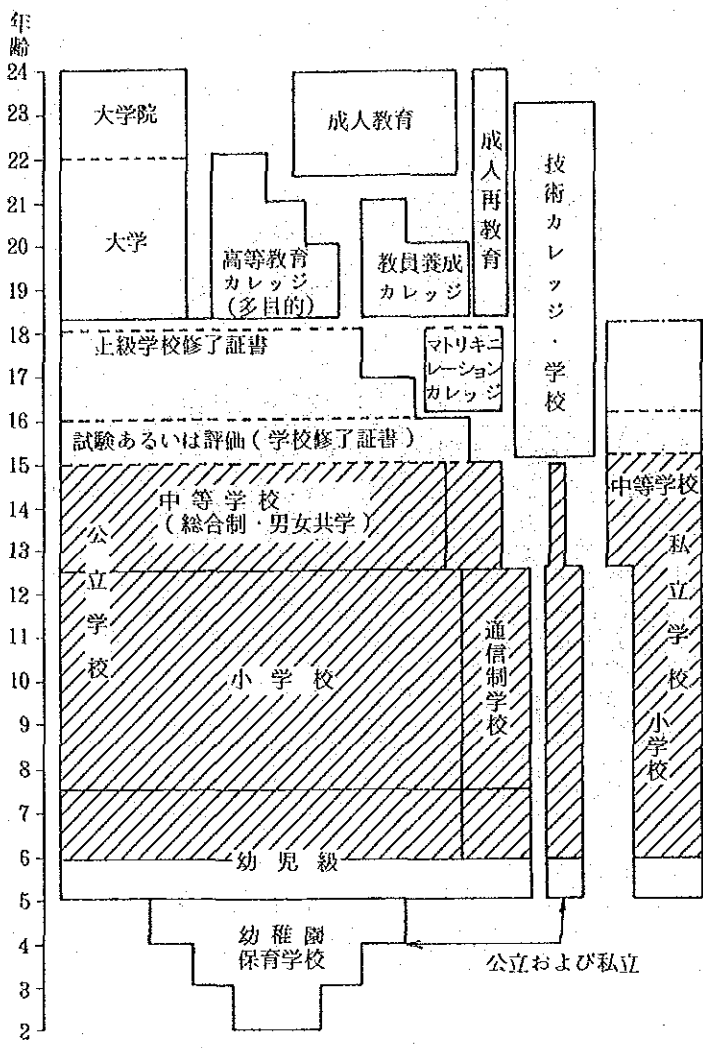 年齢
24
23
22
21
20
19
18
17
16
15
14
13
12
11
10
9
8
7
6
5
4
3
2
大学院
大学
成人教育
高等教育
カレッジ
(多目的)
教員養成
カレッジ
成人再教育
技術カレッジ・学校
上級学校修了証書
マトリキニ
レーション
カレッジ
試験あるいは評価(学校修了証書)
中等学校
(総合制・男女共学)
公立学校
小学校
通信制学校
幼児級
幼稚園
保育学校
公立および私立
中等学校
私立学校
小学校